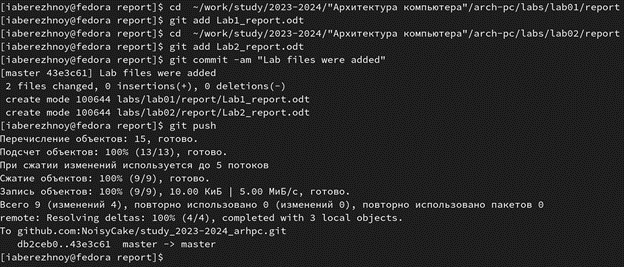 [iaberezhnoy@fedora report]$ cd  ~/work/study/2023-2024/"Архитектура компьютера"/arch-pc/labs/lab01/report
[iaberezhnoy@fedora report]$ git add Lab1_report.odt
[iaberezhnoy@fedora report]$ cd  ~/work/study/2023-2024/"Архитектура компьютера"/arch-pc/labs/lab02/report
[iaberezhnoy@fedora report]$ git add Lab2_report.odt
[iaberezhnoy@fedora report]$ git commit -am "Lab files were added"
[master 43e3c61] Lab files were added
 2 files changed, 0 insertions(+), 0 deletions(-)
 create mode 100644 labs/lab01/report/Lab1_report.odt
 create mode 100644 labs/lab02/report/Lab2_report.odt
[iaberezhnoy@fedora report]$ git push
Перечисление объектов: 15, готово.
Подсчет объектов: 100% (13/13), готово.
При сжатии изменений используется до 5 потоков
Сжатие объектов: 100% (9/9), готово.
Запись объектов: 100% (9/9), 10.00 КиБ | 5.00 МиБ/с, готово.
Всего 9 (изменений 4), повторно использовано 0 (изменений 0), повторно использовано пакетов 0
remote: Resolving deltas: 100% (4/4), completed with 3 local objects.
To github.com:NoisyCake/study_2023-2024_arhpc.git
   db2ceb0..43e3c61  master -> master
[iaberezhnoy@fedora report]$